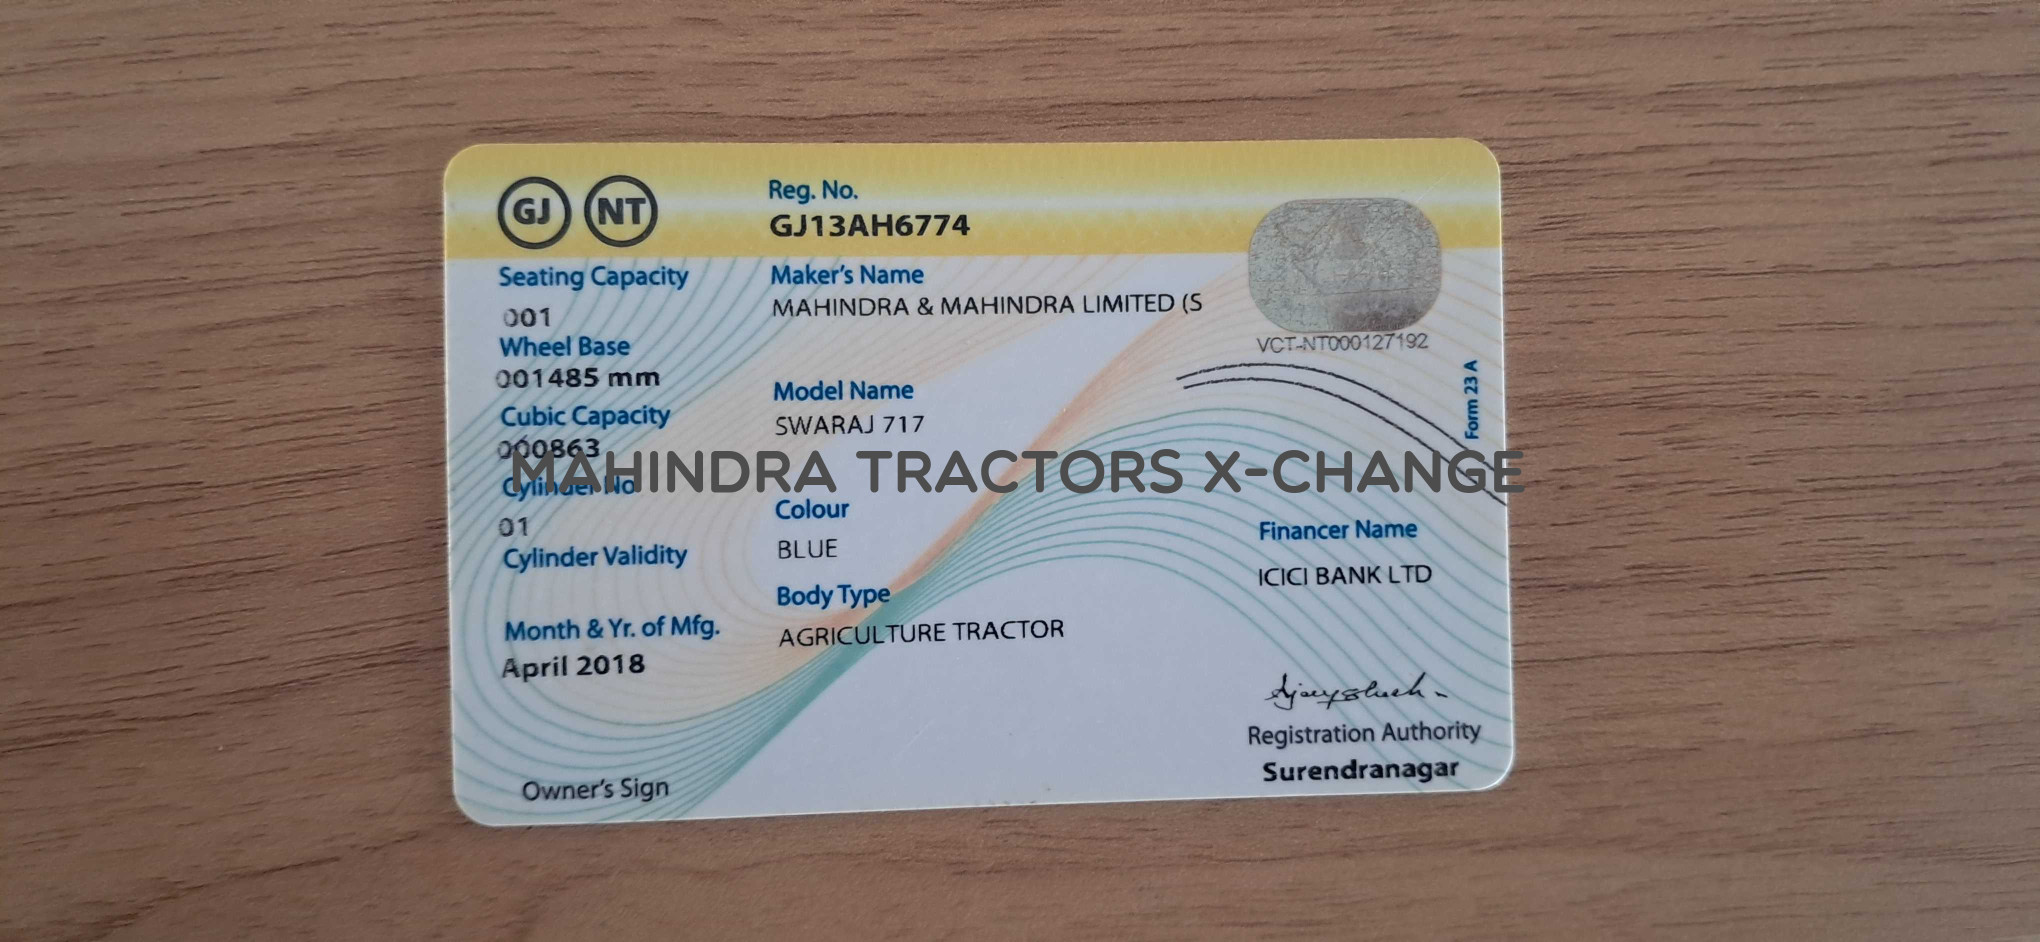 GJ NT
Reg. No.
GJ13AH6774
Seating Capacity
001
Wheel Base
001485 mm
Cubic Capacity
000863
Cylinder No
01
Cylinder Validity
Month & Yr. of Mfg.
April 2018
Owner's Sign
Maker's Name
MAHINDRA & MAHINDRA LIMITED (S
Model Name
SWARAJ 717
Colour
BLUE
Body Type
AGRICULTURE TRACTOR
VCT-NT000127192
Form 23 A
MAHINDRA TRACTORS X-CHANGE
Financer Name
ICICI BANK LTD
Registration Authority
Surendranagar